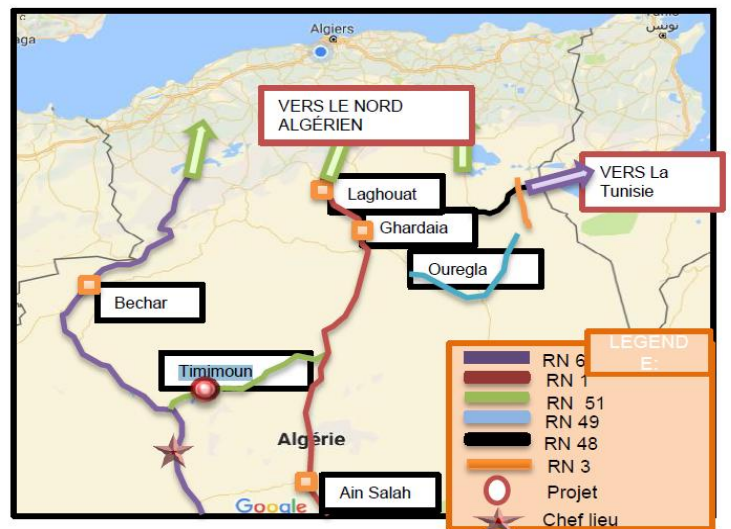 aga
Algiers
تونس
VERS LE NORD
ALGÉRIEN
VERS La
Tunisie
Laghouat
Ghardaia
Ouregla
Bechar
Timimoun
Algérie
Ain Salah
Google
LEGEND
E:
RN 6
RN 1
RN 51
RN 49
RN 48
RN 3
Projet
Chef lieu